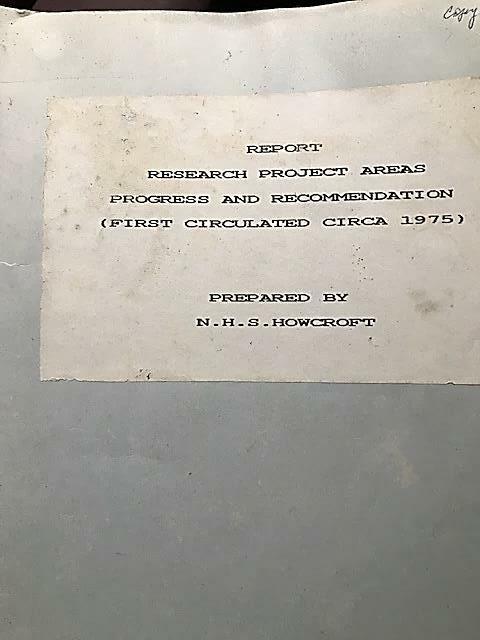 Copy
REPORT
RESEARCH PROJECT AREAS
PROGRESS AND RECOMMENDATION
(FIRST CIRCULATED CIRCA 1975)
PREPARED BY
N.H.S.HOWCROFT